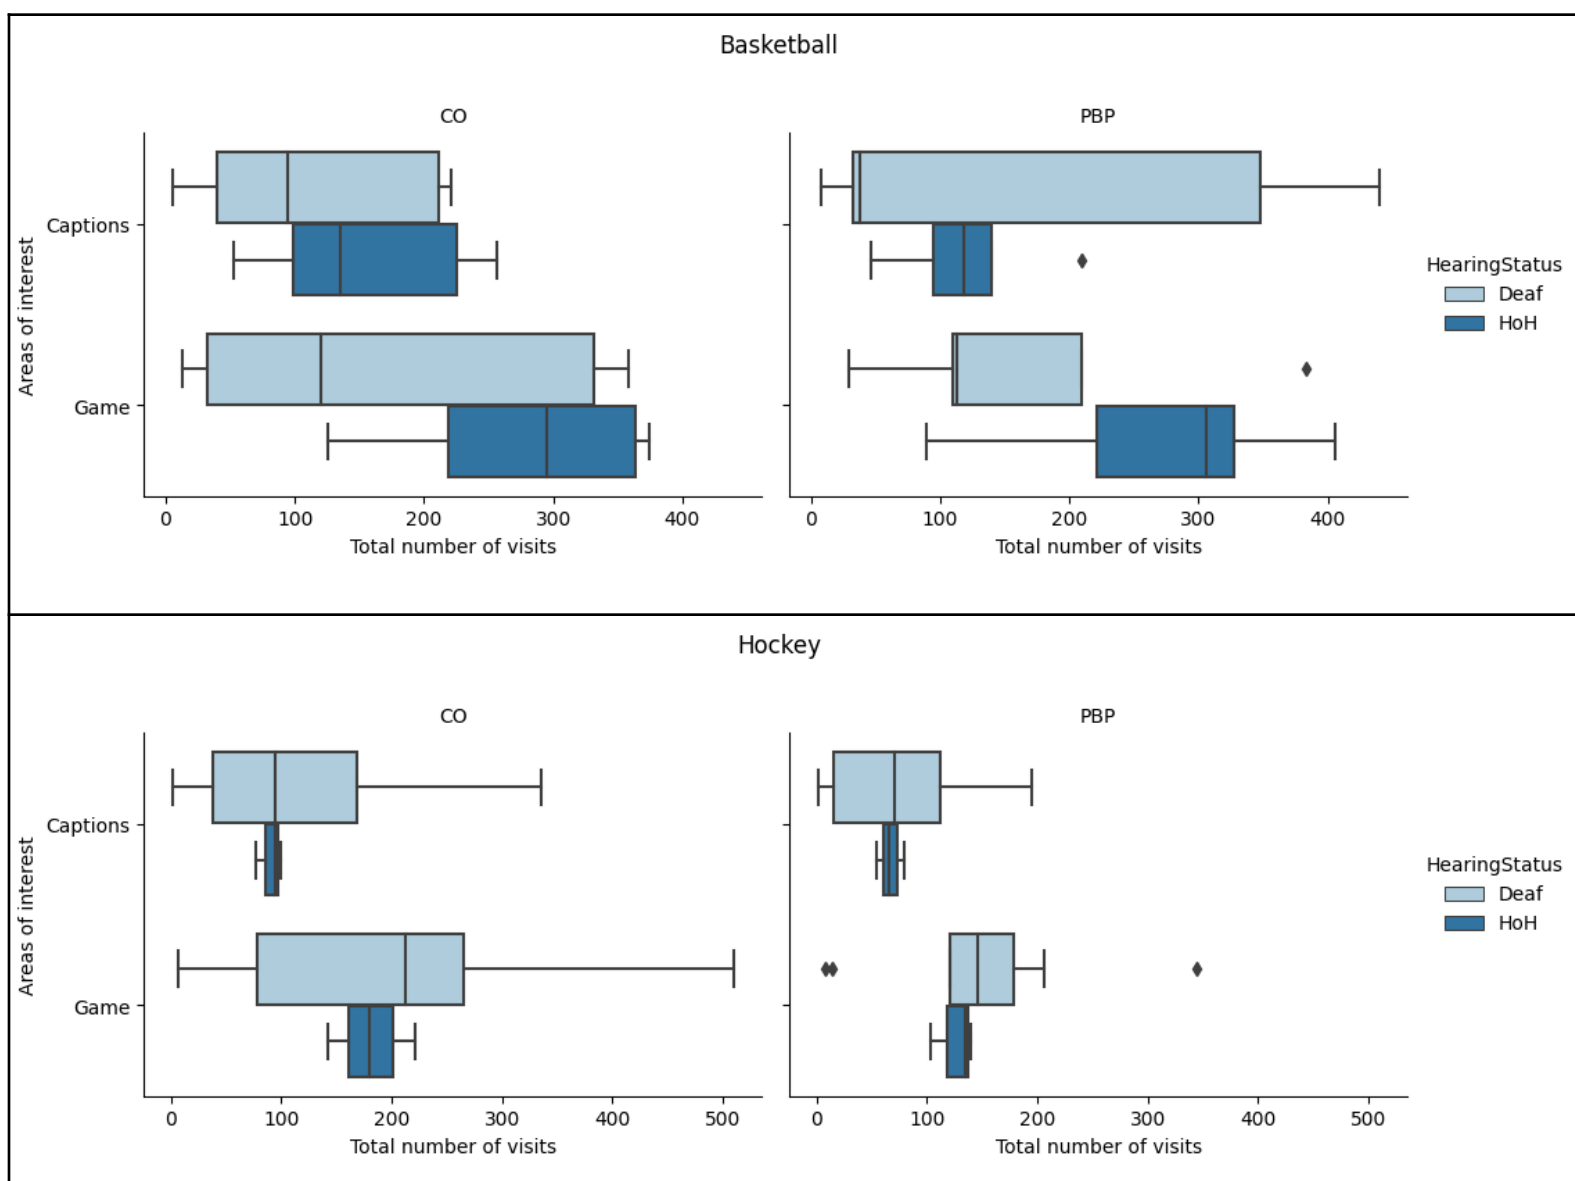 Basketball
CO
PBP
Areas of interest
Captions
Game
HearingStatus
Deaf
HoH
0 100 200 300 400
0 100 200 300 400
Total number of visits
Total number of visits
Hockey
CO
PBP
Areas of interest
Captions
Game
HearingStatus
Deaf
HoH
0 100 200 300 400 500
0 100 200 300 400 500
Total number of visits
Total number of visits